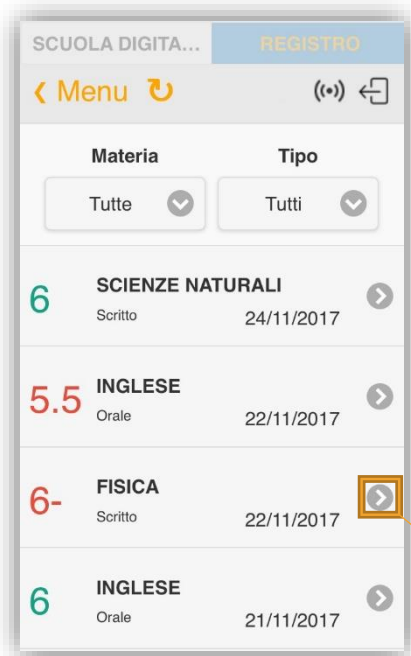 SCUOLA DIGITA... REGISTRO
Menu
Materia Tipo
Tutte Tutti
6 SCIENZE NATURALI
Scritto 24/11/2017
5.5 INGLESE
Orale 22/11/2017
6- FISICA
Scritto 22/11/2017
6 INGLESE
Orale 21/11/2017